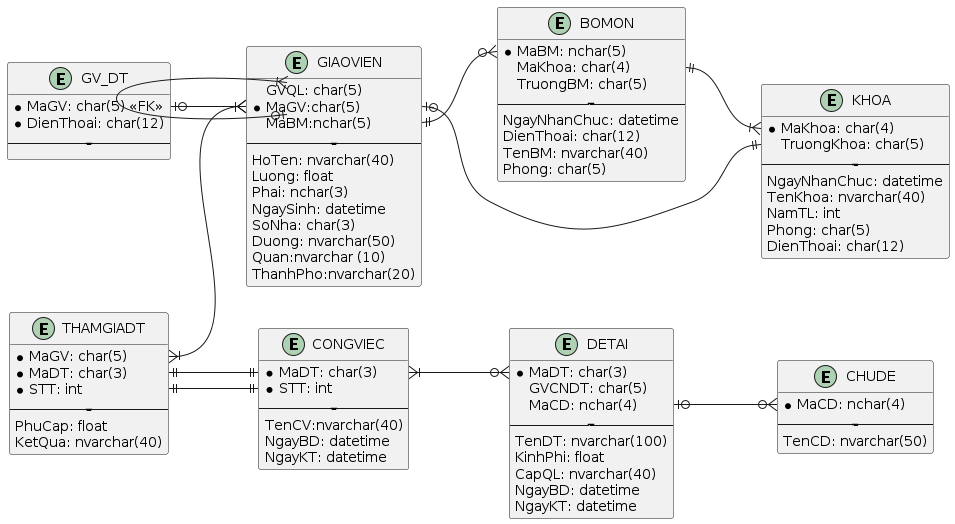 E GV_DT
MaGV: char(5) «FK»
DienThoai: char(12)
E GIAOVIEN
GVQL: char(5)
MaGV:char(5)
MaBM:nchar(5)
HoTen: nvarchar(40)
Luong: float
Phai: nchar(3)
NgaySinh: datetime
SoNha: char(3)
Duong: nvarchar(50)
Quan:nvarchar (10)
ThanhPho:nvarchar(20)
E BOMON
MaBM: nchar(5)
MaKhoa: char(4)
TruongBM: char(5)
NgayNhanChuc: datetime
DienThoai: char(12)
TenBM: nvarchar(40)
Phong: char(5)
E KHOA
MaKhoa: char(4)
TruongKhoa: char(5)
NgayNhanChuc: datetime
TenKhoa: nvarchar(40)
NamTL: int
Phong: char(5)
DienThoai: char(12)
E THAMGIADT
MaGV: char(5)
MaDT: char(3)
STT: int
PhuCap: float
KetQua: nvarchar(40)
E CONGVIEC
MaDT: char(3)
STT: int
TenCV:nvarchar(40)
NgayBD: datetime
NgayKT: datetime
E DETAI
MaDT: char(3)
GVCNDT: char(5)
MaCD: nchar(4)
TenDT: nvarchar(100)
KinhPhi: float
CapQL: nvarchar(40)
NgayBD: datetime
NgayKT: datetime
E CHUDE
MaCD: nchar(4)
TenCD: nvarchar(50)